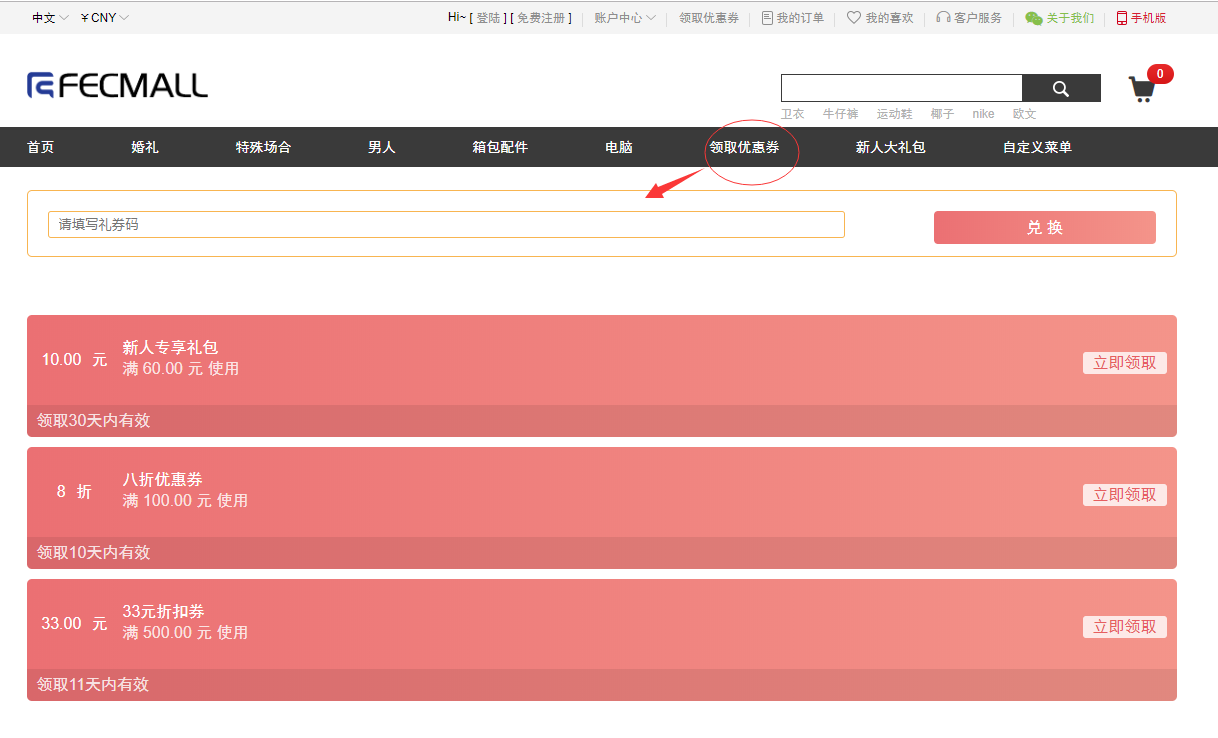 中文 ￥CNY Hi~ [ 登陆 ] [ 免费注册 ] 账户中心 领取优惠券 我的订单 我的喜欢 客户服务 关于我们 手机版
FECMALL
0
卫衣 牛仔裤 运动鞋 椰子 nike 欧文
首页 婚礼 特殊场合 男人 箱包配件 电脑 领取优惠券 新人大礼包 自定义菜单
请填写礼券码 兑 换
新人专享礼包
10.00 元
满 60.00 元 使用
立即领取
领取30天内有效
八折优惠券
8 折
满 100.00 元 使用
立即领取
领取10天内有效
33元折扣券
33.00 元
满 500.00 元 使用
立即领取
领取11天内有效